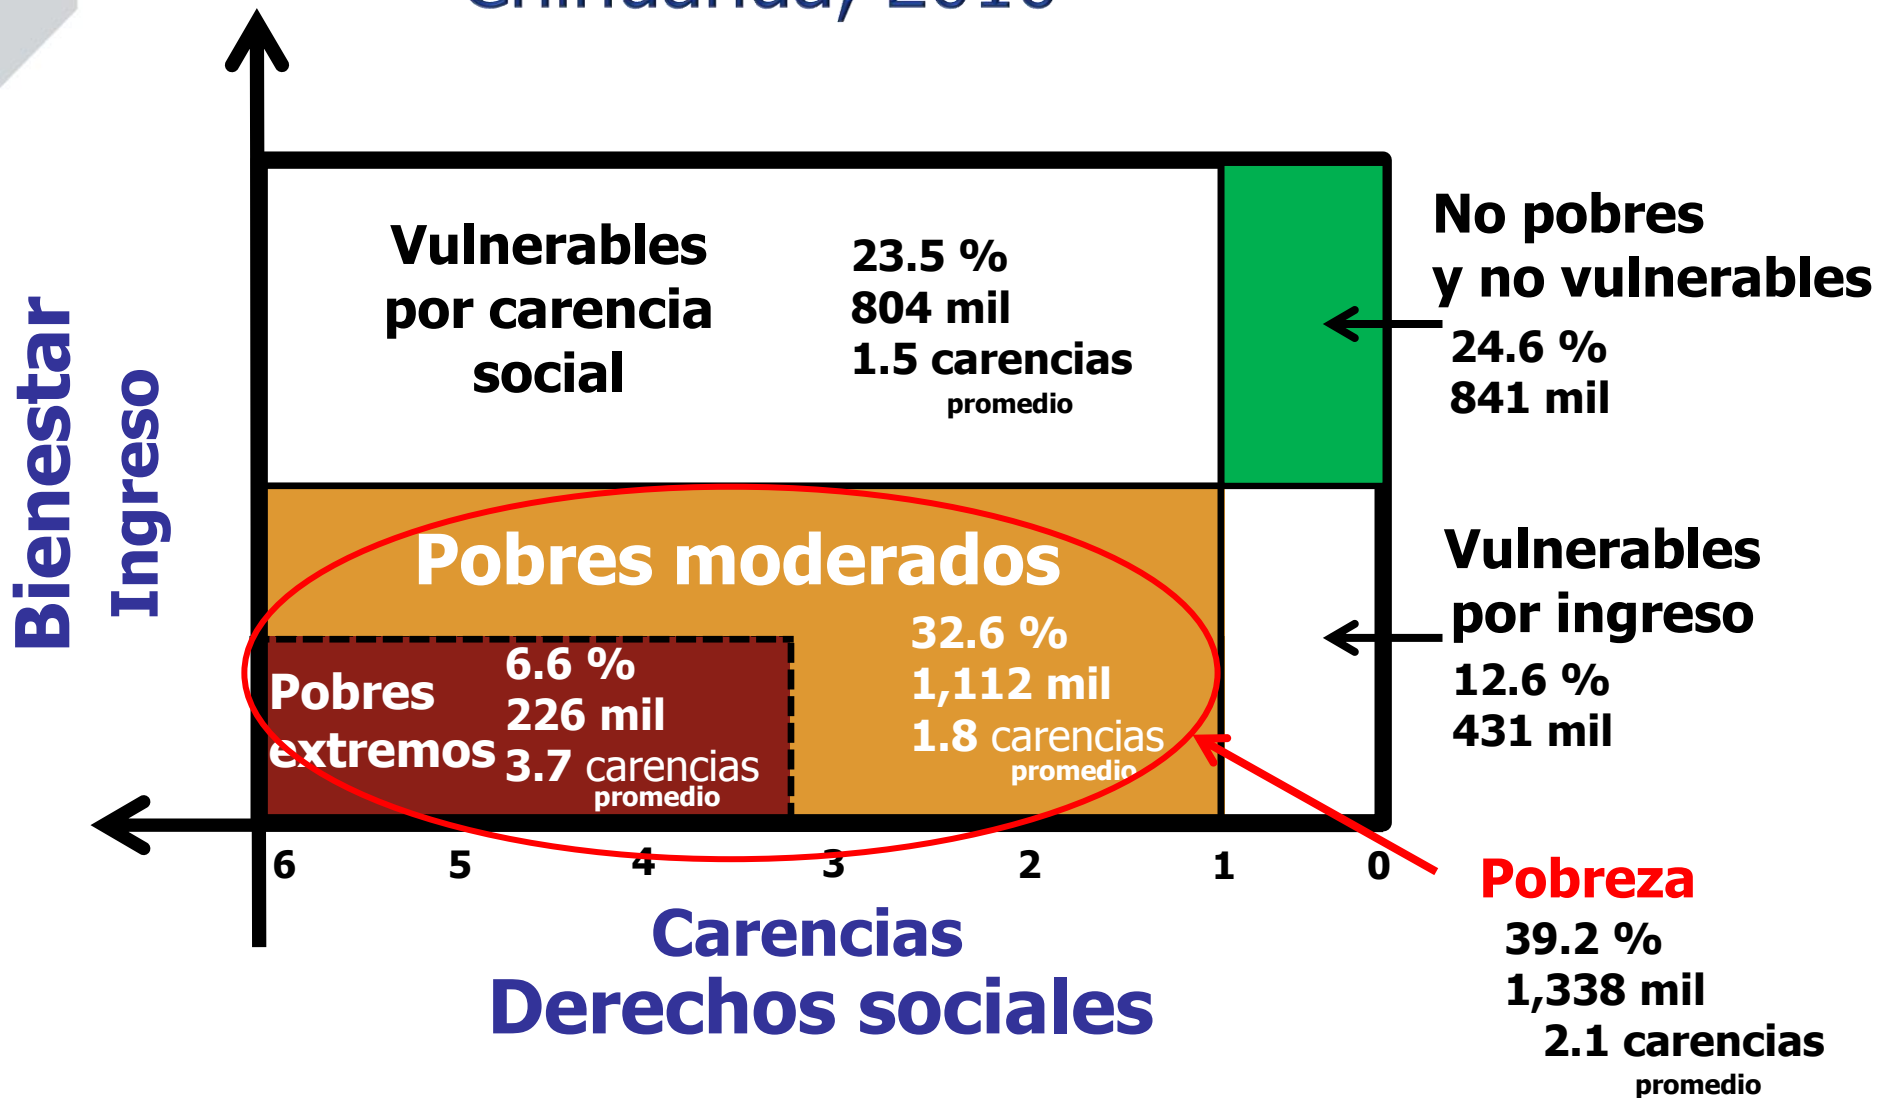 Chihuahua, 2010
Bienestar
Ingreso
Vulnerables
por carencia
social
23.5 %
804 mil
1.5 carencias
promedio
No pobres
y no vulnerables
24.6 %
841 mil
Pobres moderados
32.6 %
1,112 mil
1.8 carencias
promedio
Pobres
extremos
6.6 %
226 mil
3.7 carencias
promedio
Vulnerables
por ingreso
12.6 %
431 mil
6 5 4 3 2 1 0
Carencias
Derechos sociales
Pobreza
39.2 %
1,338 mil
2.1 carencias
promedio